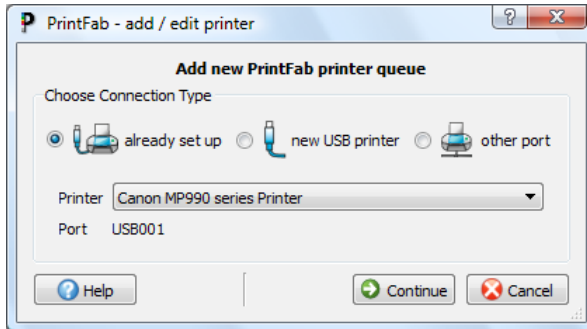 PrintFab - add / edit printer
Add new PrintFab printer queue
Choose Connection Type
already set up new USB printer other port
Printer Canon MP990 series Printer
Port USB001
Help Continue Cancel